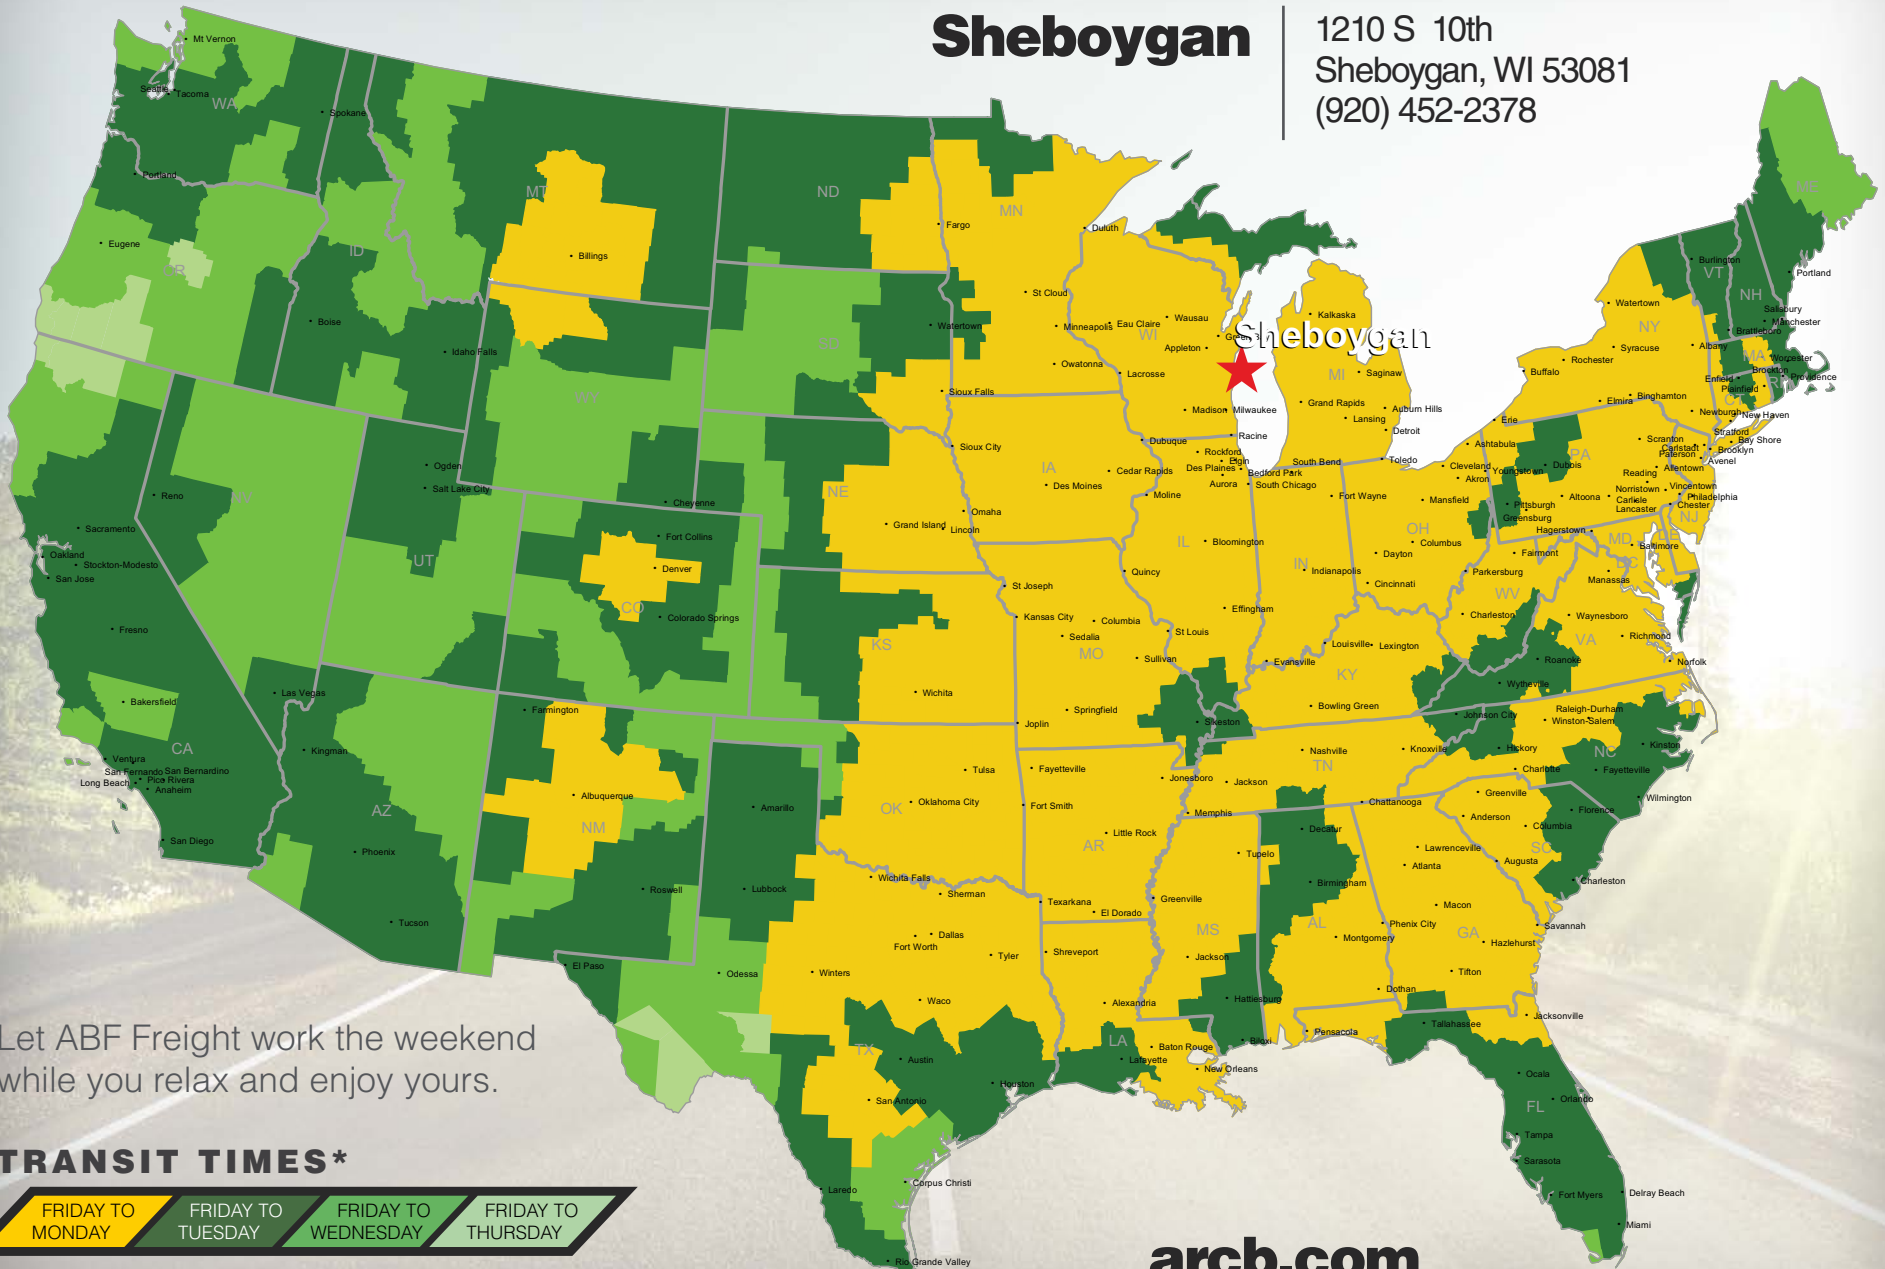 Sheboygan
1210 S 10th
Sheboygan, WI 53081
(920) 452-2378
Mt Vernon
Seattle
Tacoma
WA
Spokane
Portland
Eugene
OR
ID
Boise
Idaho Falls
MT
Billings
ND
Fargo
MN
Duluth
St Cloud
Minneapolis
Owatonna
Eau Claire
Wausau
WI
Appleton
Lacrosse
Madison
Milwaukee
Racine
Sheboygan
Kalkaska
MI
Saginaw
Grand Rapids
Lansing
Auburn Hills
Detroit
Watertown
SD
Sioux Falls
WY
Cheyenne
Ogden
Salt Lake City
UT
NV
Reno
Sacramento
Oakland
Stockton-Modesto
San Jose
Fresno
Bakersfield
CA
Ventura
San Fernando
San Bernardino
Long Beach
Pico Rivera
Anaheim
San Diego
Las Vegas
Kingman
AZ
Phoenix
Tucson
Farmington
Albuquerque
NM
Roswell
Fort Collins
Denver
CO
Colorado Springs
NE
Grand Island
Lincoln
Omaha
Sioux City
IA
Des Moines
Cedar Rapids
Dubuque
Moline
Rockford
Elgin
Des Plaines
Bedford Park
Aurora
South Chicago
South Bend
IL
Bloomington
Quincy
Effingham
St Louis
IN
Fort Wayne
Indianapolis
Evansville
Toledo
Cleveland
Ashtabula
Youngstown
Akron
Mansfield
OH
Columbus
Dayton
Cincinnati
KS
Wichita
St Joseph
Kansas City
Columbia
Sedalia
MO
Sullivan
Springfield
Joplin
Skeston
KY
Louisville
Lexington
Bowling Green
WV
Parkersburg
Fairmont
Charleston
VA
Manassas
Waynesboro
Richmond
Roanoke
Norfolk
Wytheville
MD
DC
DE
Baltimore
Hagerstown
NJ
PA
Erie
Dubois
Pittsburgh
Greensburg
Altoona
Scranton
Reading
Allentown
Norristown
Vincentown
Carlisle
Philadelphia
Lancaster
Chester
Carlstadt
Paterson
Brooklyn
Avenel
NY
Watertown
Syracuse
Rochester
Buffalo
Elmira
Binghamton
Albany
Newburgh
New Haven
Stratford
Bay Shore
ME
Portland
VT
Burlington
NH
Salisbury
Manchester
Brattleboro
MA
Worcester
Brockton
Enfield
Plainfield
Providence
RI
CT
OK
Tulsa
Oklahoma City
Amarillo
Lubbock
El Paso
Odessa
TX
Wichita Falls
Sherman
Dallas
Fort Worth
Tyler
Winters
Waco
Austin
Houston
San Antonio
Laredo
Corpus Christi
Rio Grande Valley
AR
Fayetteville
Fort Smith
Little Rock
Jonesboro
Texarkana
El Dorado
LA
Shreveport
Alexandria
Baton Rouge
Lafayette
New Orleans
MS
Tupelo
Greenville
Jackson
Hattiesburg
Biloxi
TN
Nashville
Jackson
Memphis
Knoxville
Chattanooga
Johnson City
AL
Decatur
Birmingham
Montgomery
Phenix City
Dothan
GA
Lawrenceville
Atlanta
Augusta
Macon
Hazlehurst
Savannah
Tifton
NC
Raleigh-Durham
Winston-Salem
Hickory
Kinston
Charlotte
Fayetteville
Wilmington
SC
Greenville
Anderson
Florence
Columbia
Charleston
FL
Pensacola
Tallahassee
Jacksonville
Ocala
Orlando
Tampa
Sarasota
Fort Myers
Delray Beach
Miami
Let ABF Freight work the weekend
while you relax and enjoy yours.
TRANSIT TIMES*
FRIDAY TO
MONDAY
FRIDAY TO
TUESDAY
FRIDAY TO
WEDNESDAY
FRIDAY TO
THURSDAY
arcb.com